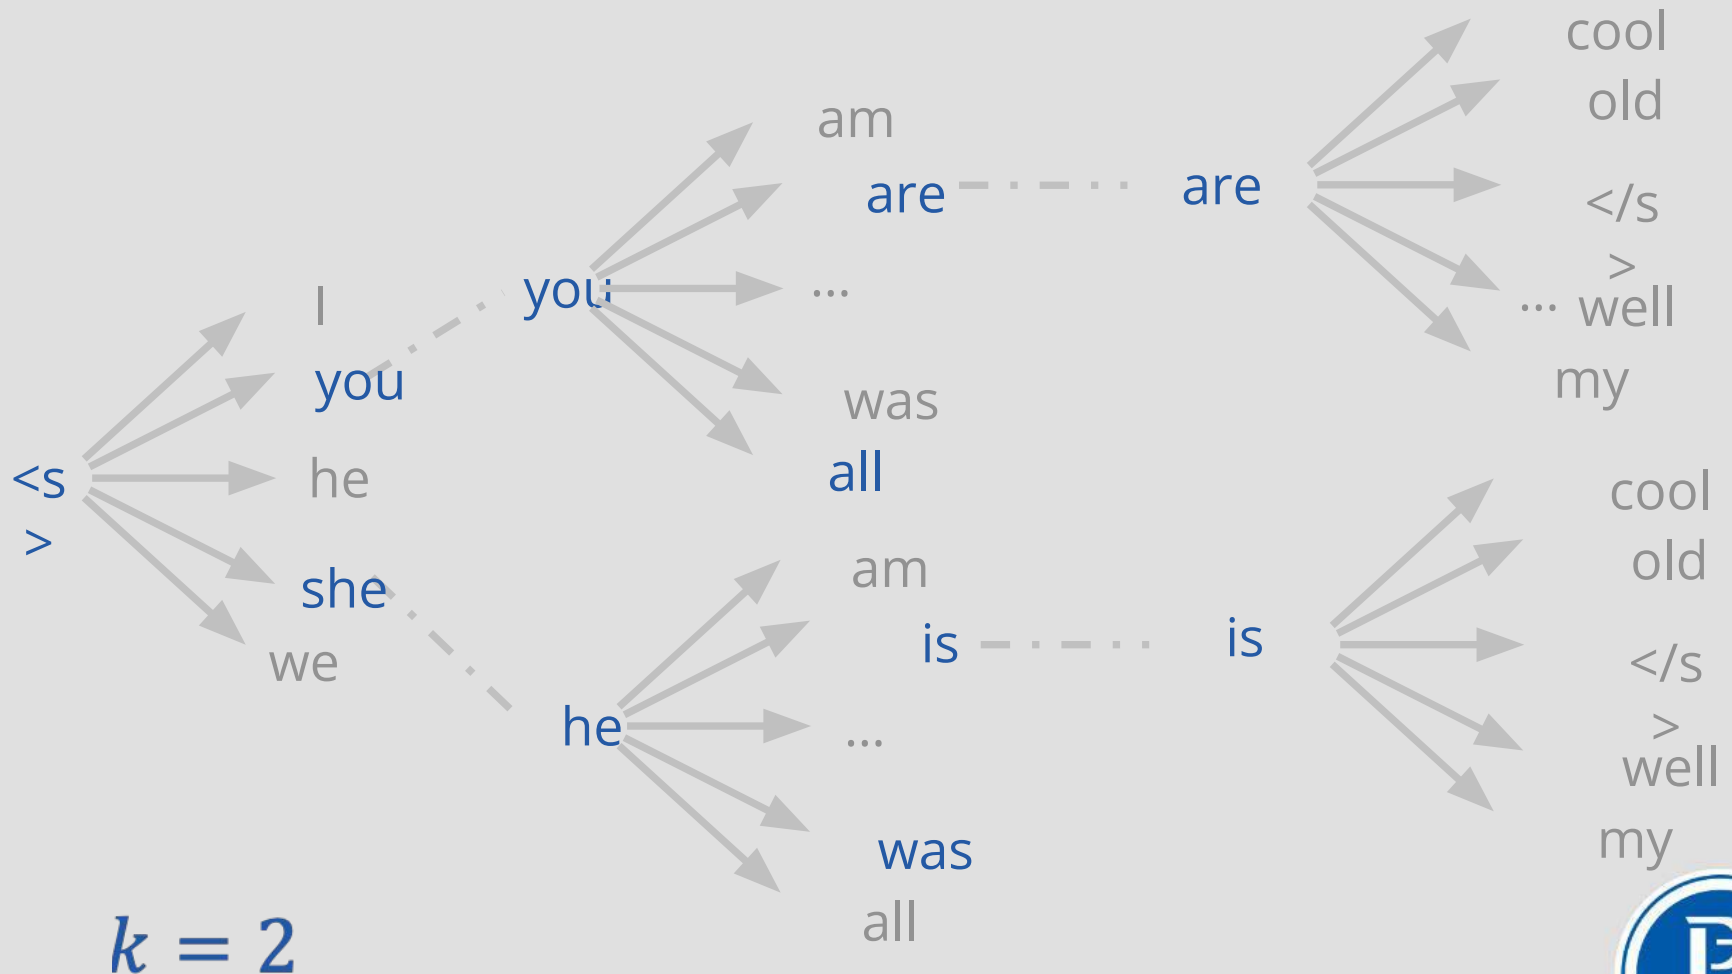 <s
>
I
you
he
she
we
you
am
are
...
was
all
he
am
is
...
was
all
are
cool
old
</s
>
... well
my
is
cool
old
</s
>
well
my
k = 2